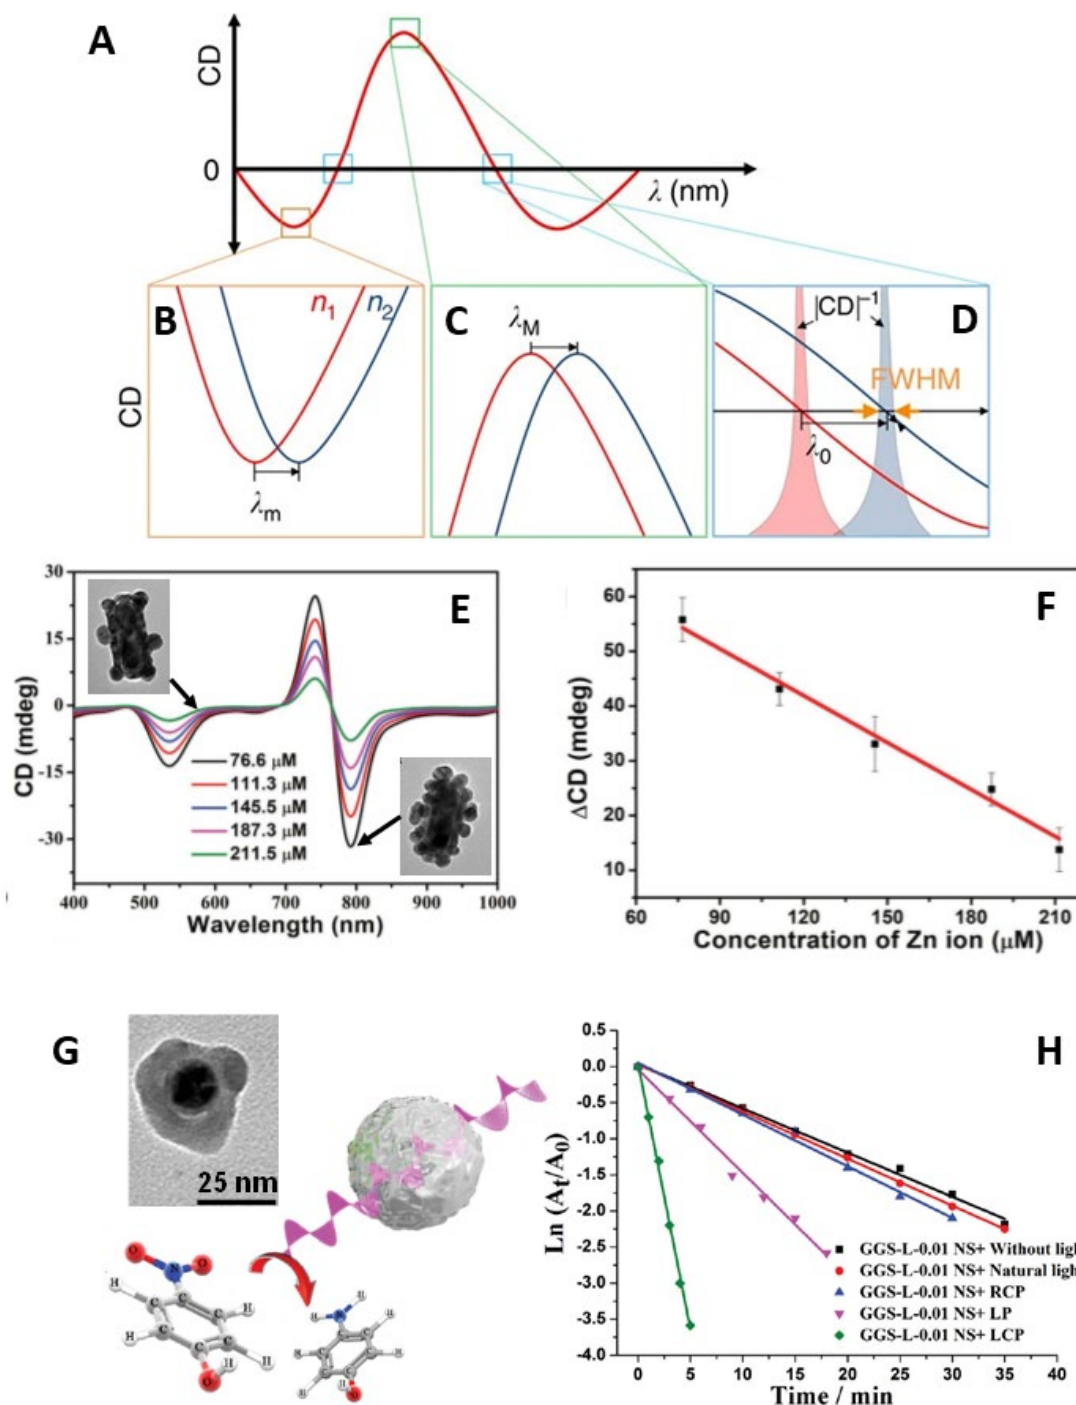 A
CD
0
λ (nm)
B
n1
n2
CD
λm
C
λM
D
|CD|⁻¹
FWHM
λ0
E
30
15
0
-15
-30
CD (mdeg)
76.6 μM
111.3 μM
145.5 μM
187.3 μM
211.5 μM
400 500 600 700 800 900 1000
Wavelength (nm)
F
60
50
40
30
20
10
ΔCD (mdeg)
60 90 120 150 180 210
Concentration of Zn ion (μM)
G
25 nm
O
N
O
H
C
C
C
H
H
C
C
C
H
O
H
H
H
N
H
H
H
H
H
H
0.5
0.0
-0.5
-1.0
-1.5
-2.0
-2.5
-3.0
-3.5
-4.0
Ln (At/A0)
GGS-L-0.01 NS+ Without ligh
GGS-L-0.01 NS+ Natural ligh
GGS-L-0.01 NS+ RCP
GGS-L-0.01 NS+ LP
GGS-L-0.01 NS+ LCP
0 5 10 15 20 25 30 35 40
Time / min